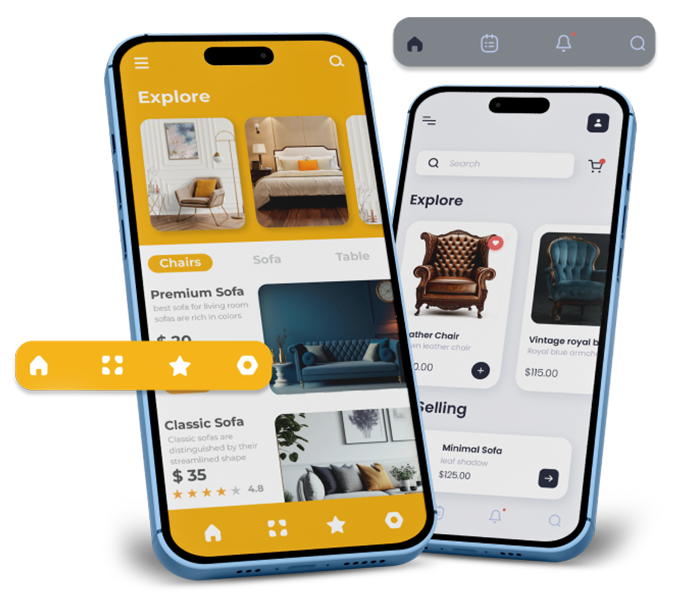 Explore
Chairs
Sofa
Table
Premium Sofa
best sofa for living room
sofas are rich in colors
Classic Sofa
Classic sofas are
distinguished by their
streamlined shape
$ 35
4.8
Search
Explore
ather Chair
wn leather chair
0.00
Vintage royal b
Royal blue armch
$115.00
Selling
Minimal Sofa
leaf shadow
$125.00